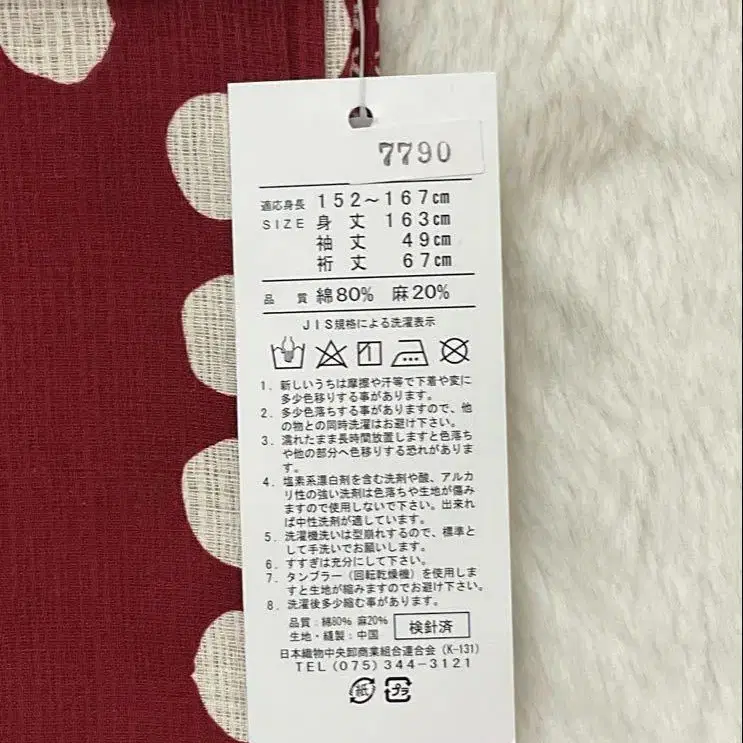 7790
適応身長 152～167cm
SIZE 身丈 163cm
袖丈 49cm
裄丈 67cm
品質 綿80% 麻20%
JIS規格による洗濯表示
1. 新しいうちは摩擦や汗等で下着や変に
多少色移りする事があります。
2. 多少色落ちする事がありますので、他
の物との同時洗濯はお避け下さい。
3. 濡れたまま長時間放置しますと色落ち
や他の部分へ色移りする恐れがありま
す。
4. 塩素系漂白剤を含む洗剤や酸、アルカ
リ性の強い洗剤は色落ちや生地が傷み
ますので使用しないで下さい。出来れ
ば中性洗剤が適しています。
5. 洗濯機洗いは型崩れするので、標準と
して手洗いでお願いします。
6. すすぎは充分にして下さい。
7. タンブラー（回転乾燥機）を使用しま
すと生地が縮みますのでお避け下さい。
8. 洗濯後多少縮む事があります。
品質：綿80% 麻20%
生地・縫製：中国
検針済
日本織物中央卸商業組合連合会（K-131）
TEL(075)344-3121
紙 プラ